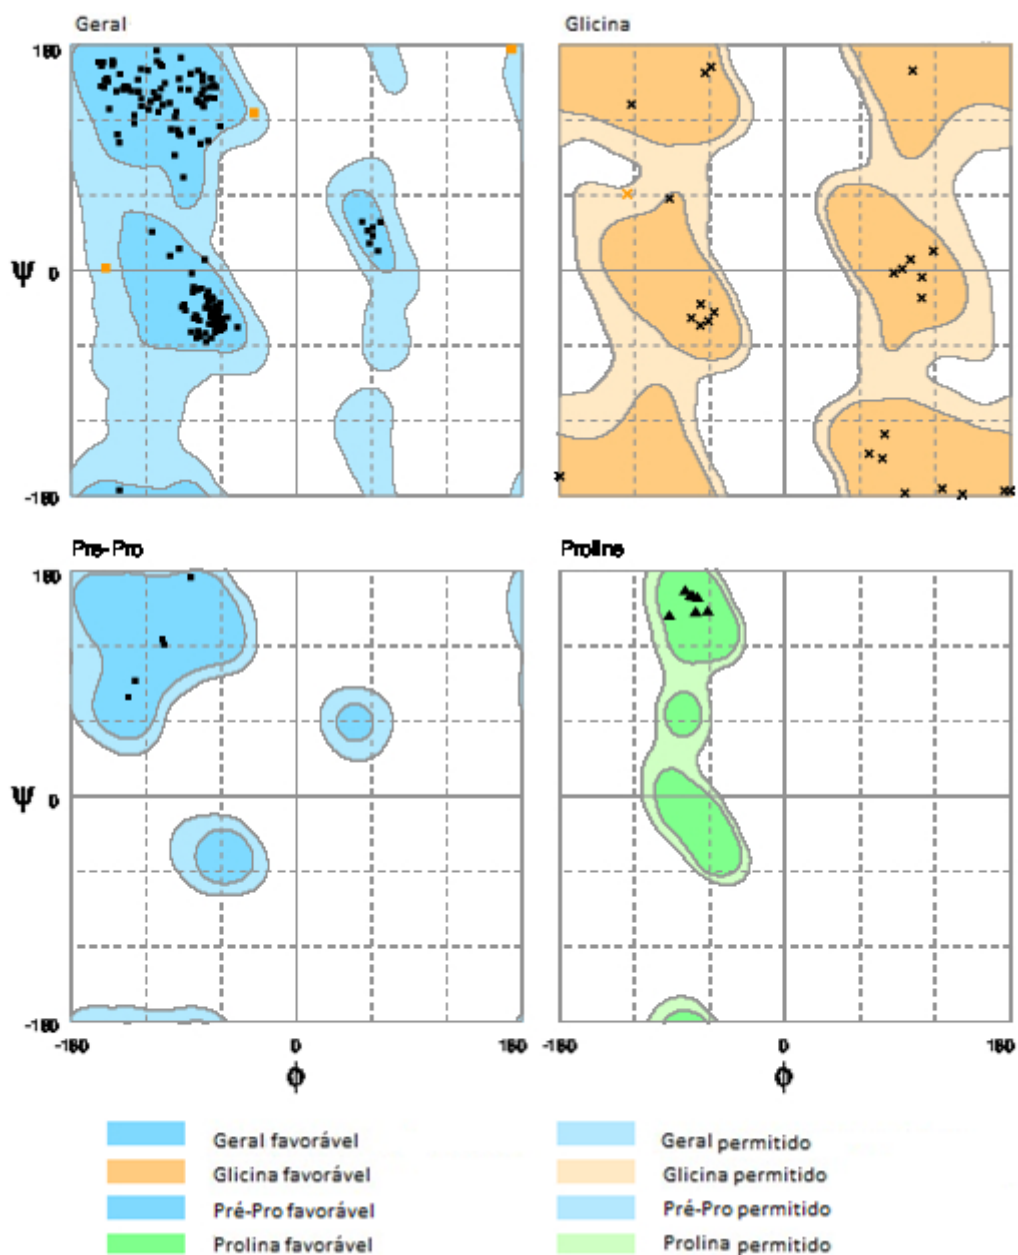 Geral Glicina
180
Ψ 0
-180
Pre-Pro Proline
180
Ψ 0
-180
-180 0 180 -180 0 180
Φ Φ
Geral favorável Geral permitido
Glicina favorável Glicina permitido
Pré-Pro favorável Pré-Pro permitido
Prolina favorável Prolina permitido